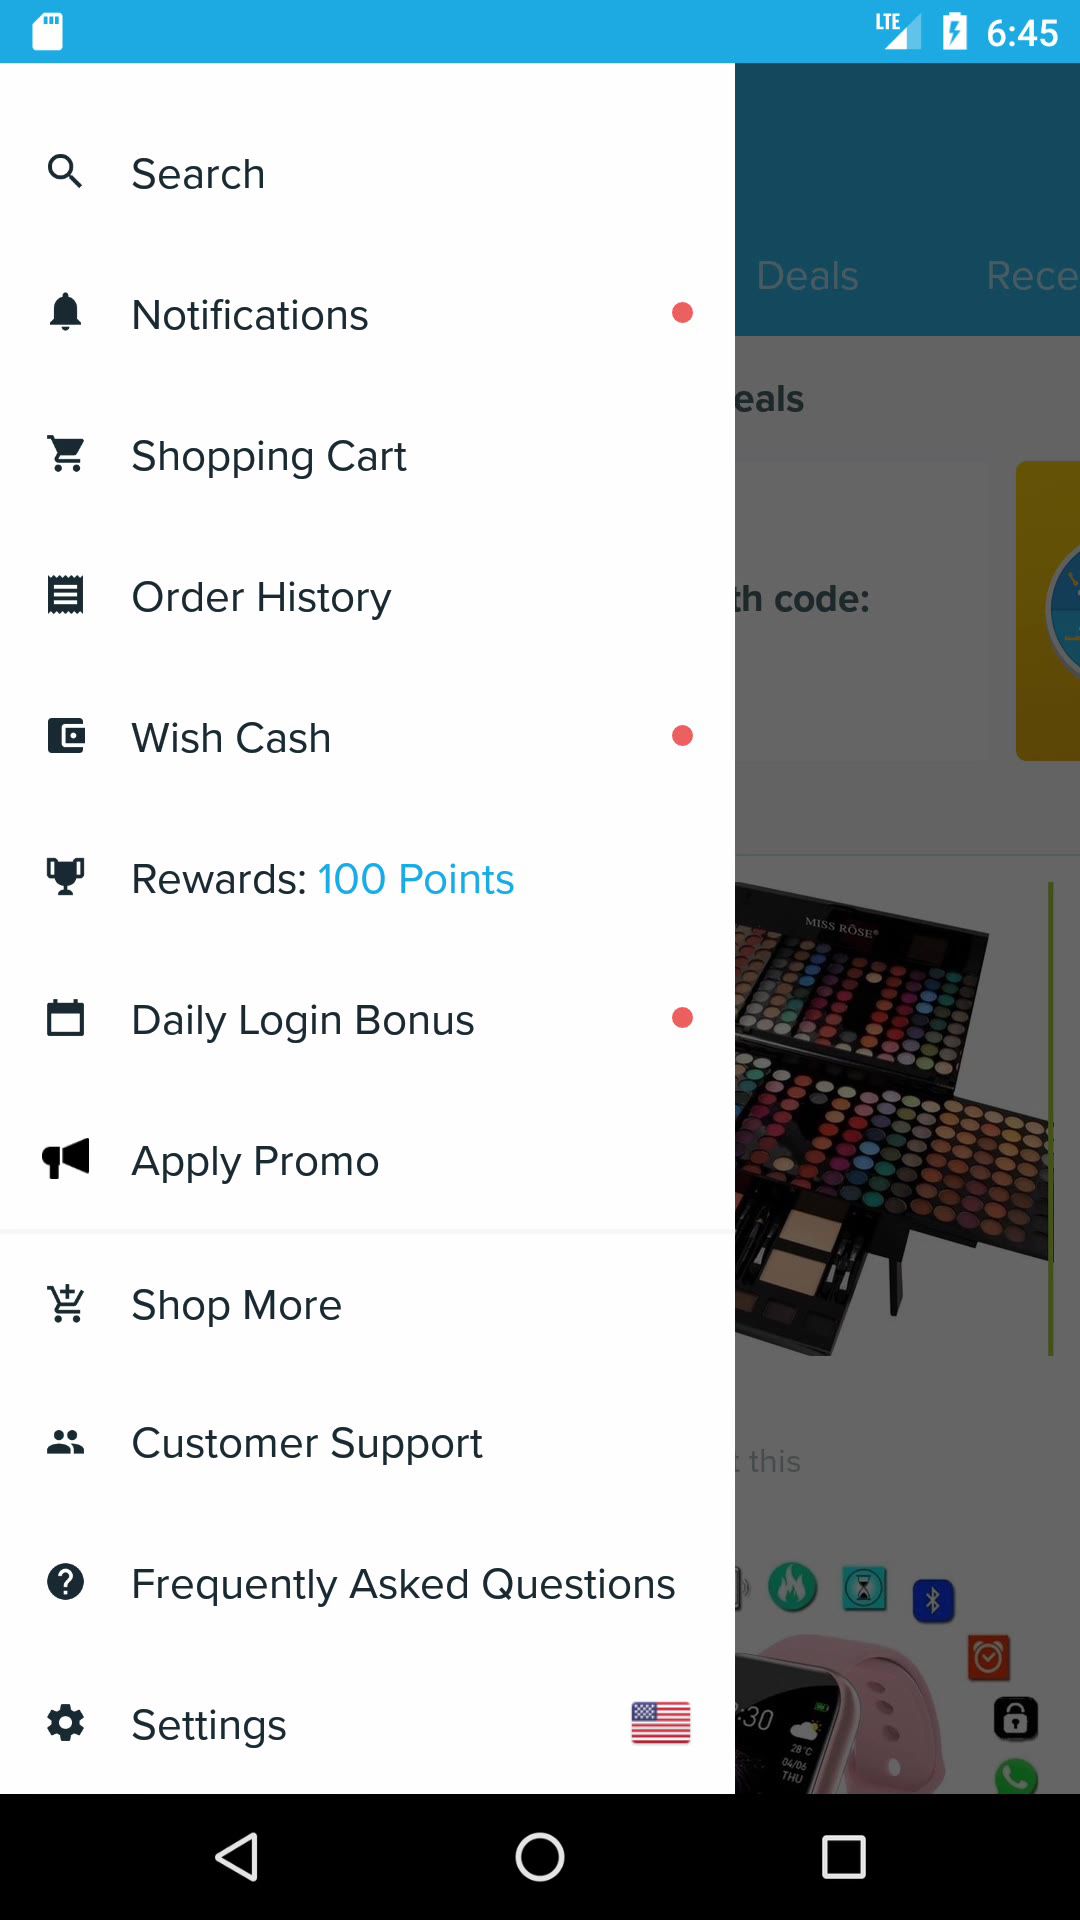 LTE 6:45
Search
Deals Rece
Notifications
eals
Shopping Cart
Order History
th code:
Wish Cash
Rewards: 100 Points
MISS RÔSE®
Daily Login Bonus
Apply Promo
Shop More
Customer Support
t this
Frequently Asked Questions
Settings
:30
28°C
04/06
THU